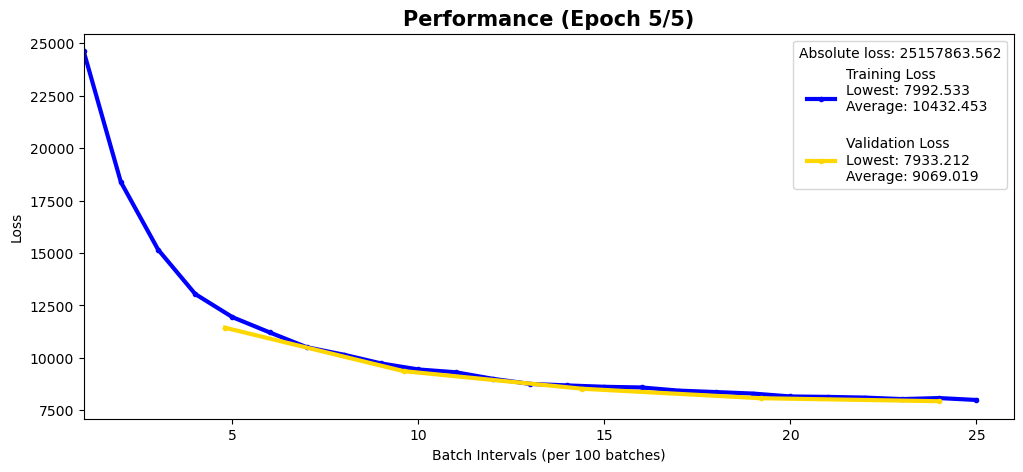 Performance (Epoch 5/5)
25000
22500
20000
17500
15000
12500
10000
7500
Loss
Absolute loss: 25157863.562
Training Loss
Lowest: 7992.533
Average: 10432.453
Validation Loss
Lowest: 7933.212
Average: 9069.019
5
10
15
20
25
Batch Intervals (per 100 batches)